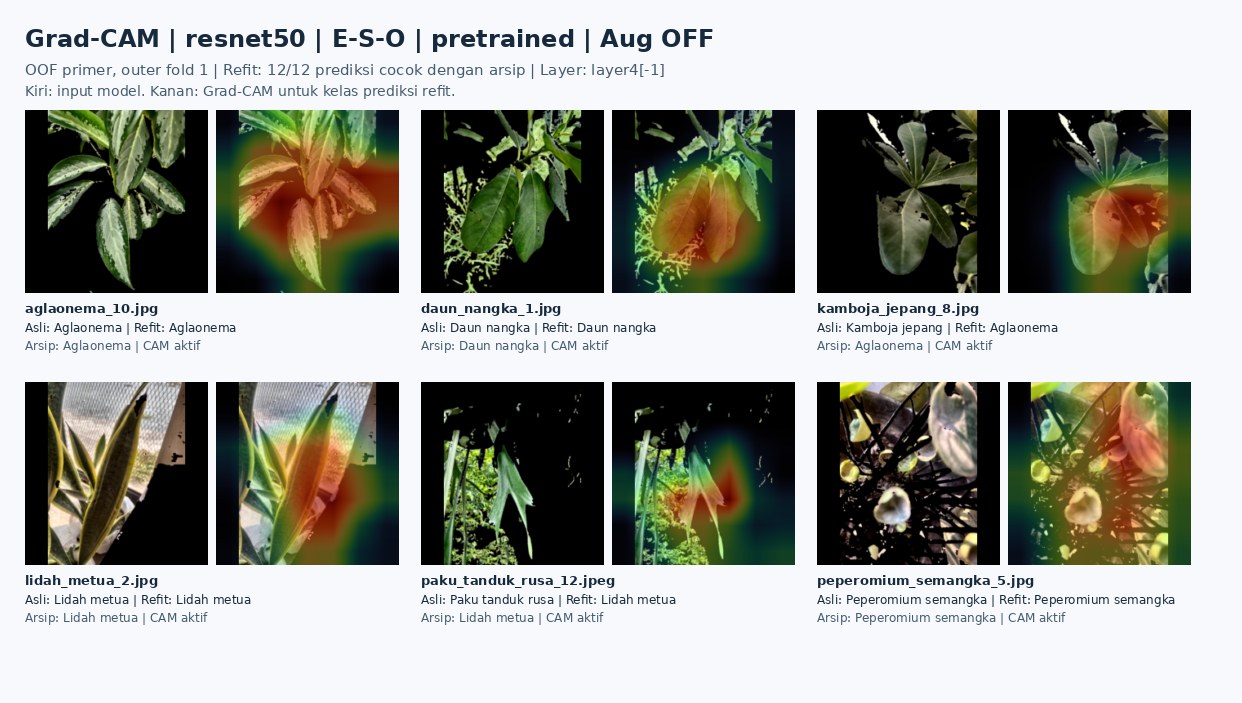 Grad-CAM | resnet50 | E-S-O | pretrained | Aug OFF
OOF primer, outer fold 1 | Refit: 12/12 prediksi cocok dengan arsip | Layer: layer4[-1]
Kiri: input model. Kanan: Grad-CAM untuk kelas prediksi refit.
aglaonema_10.jpg
Asli: Aglaonema | Refit: Aglaonema
Arsip: Aglaonema | CAM aktif
daun_nangka_1.jpg
Asli: Daun nangka | Refit: Daun nangka
Arsip: Daun nangka | CAM aktif
kamboja_jepang_8.jpg
Asli: Kamboja jepang | Refit: Aglaonema
Arsip: Aglaonema | CAM aktif
lidah_metua_2.jpg
Asli: Lidah metua | Refit: Lidah metua
Arsip: Lidah metua | CAM aktif
paku_tanduk_rusa_12.jpeg
Asli: Paku tanduk rusa | Refit: Lidah metua
Arsip: Lidah metua | CAM aktif
peperomium_semangka_5.jpg
Asli: Peperomium semangka | Refit: Peperomium semangka
Arsip: Peperomium semangka | CAM aktif